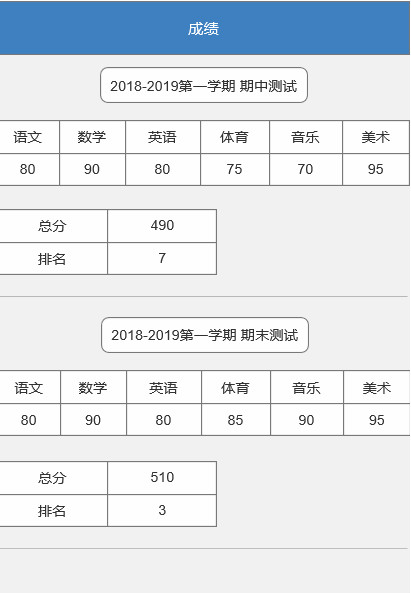 成绩
2018-2019第一学期 期中测试
语文 数学 英语 体育 音乐 美术
80 90 80 75 70 95
总分 490
排名 7
2018-2019第一学期 期末测试
语文 数学 英语 体育 音乐 美术
80 90 80 85 90 95
总分 510
排名 3